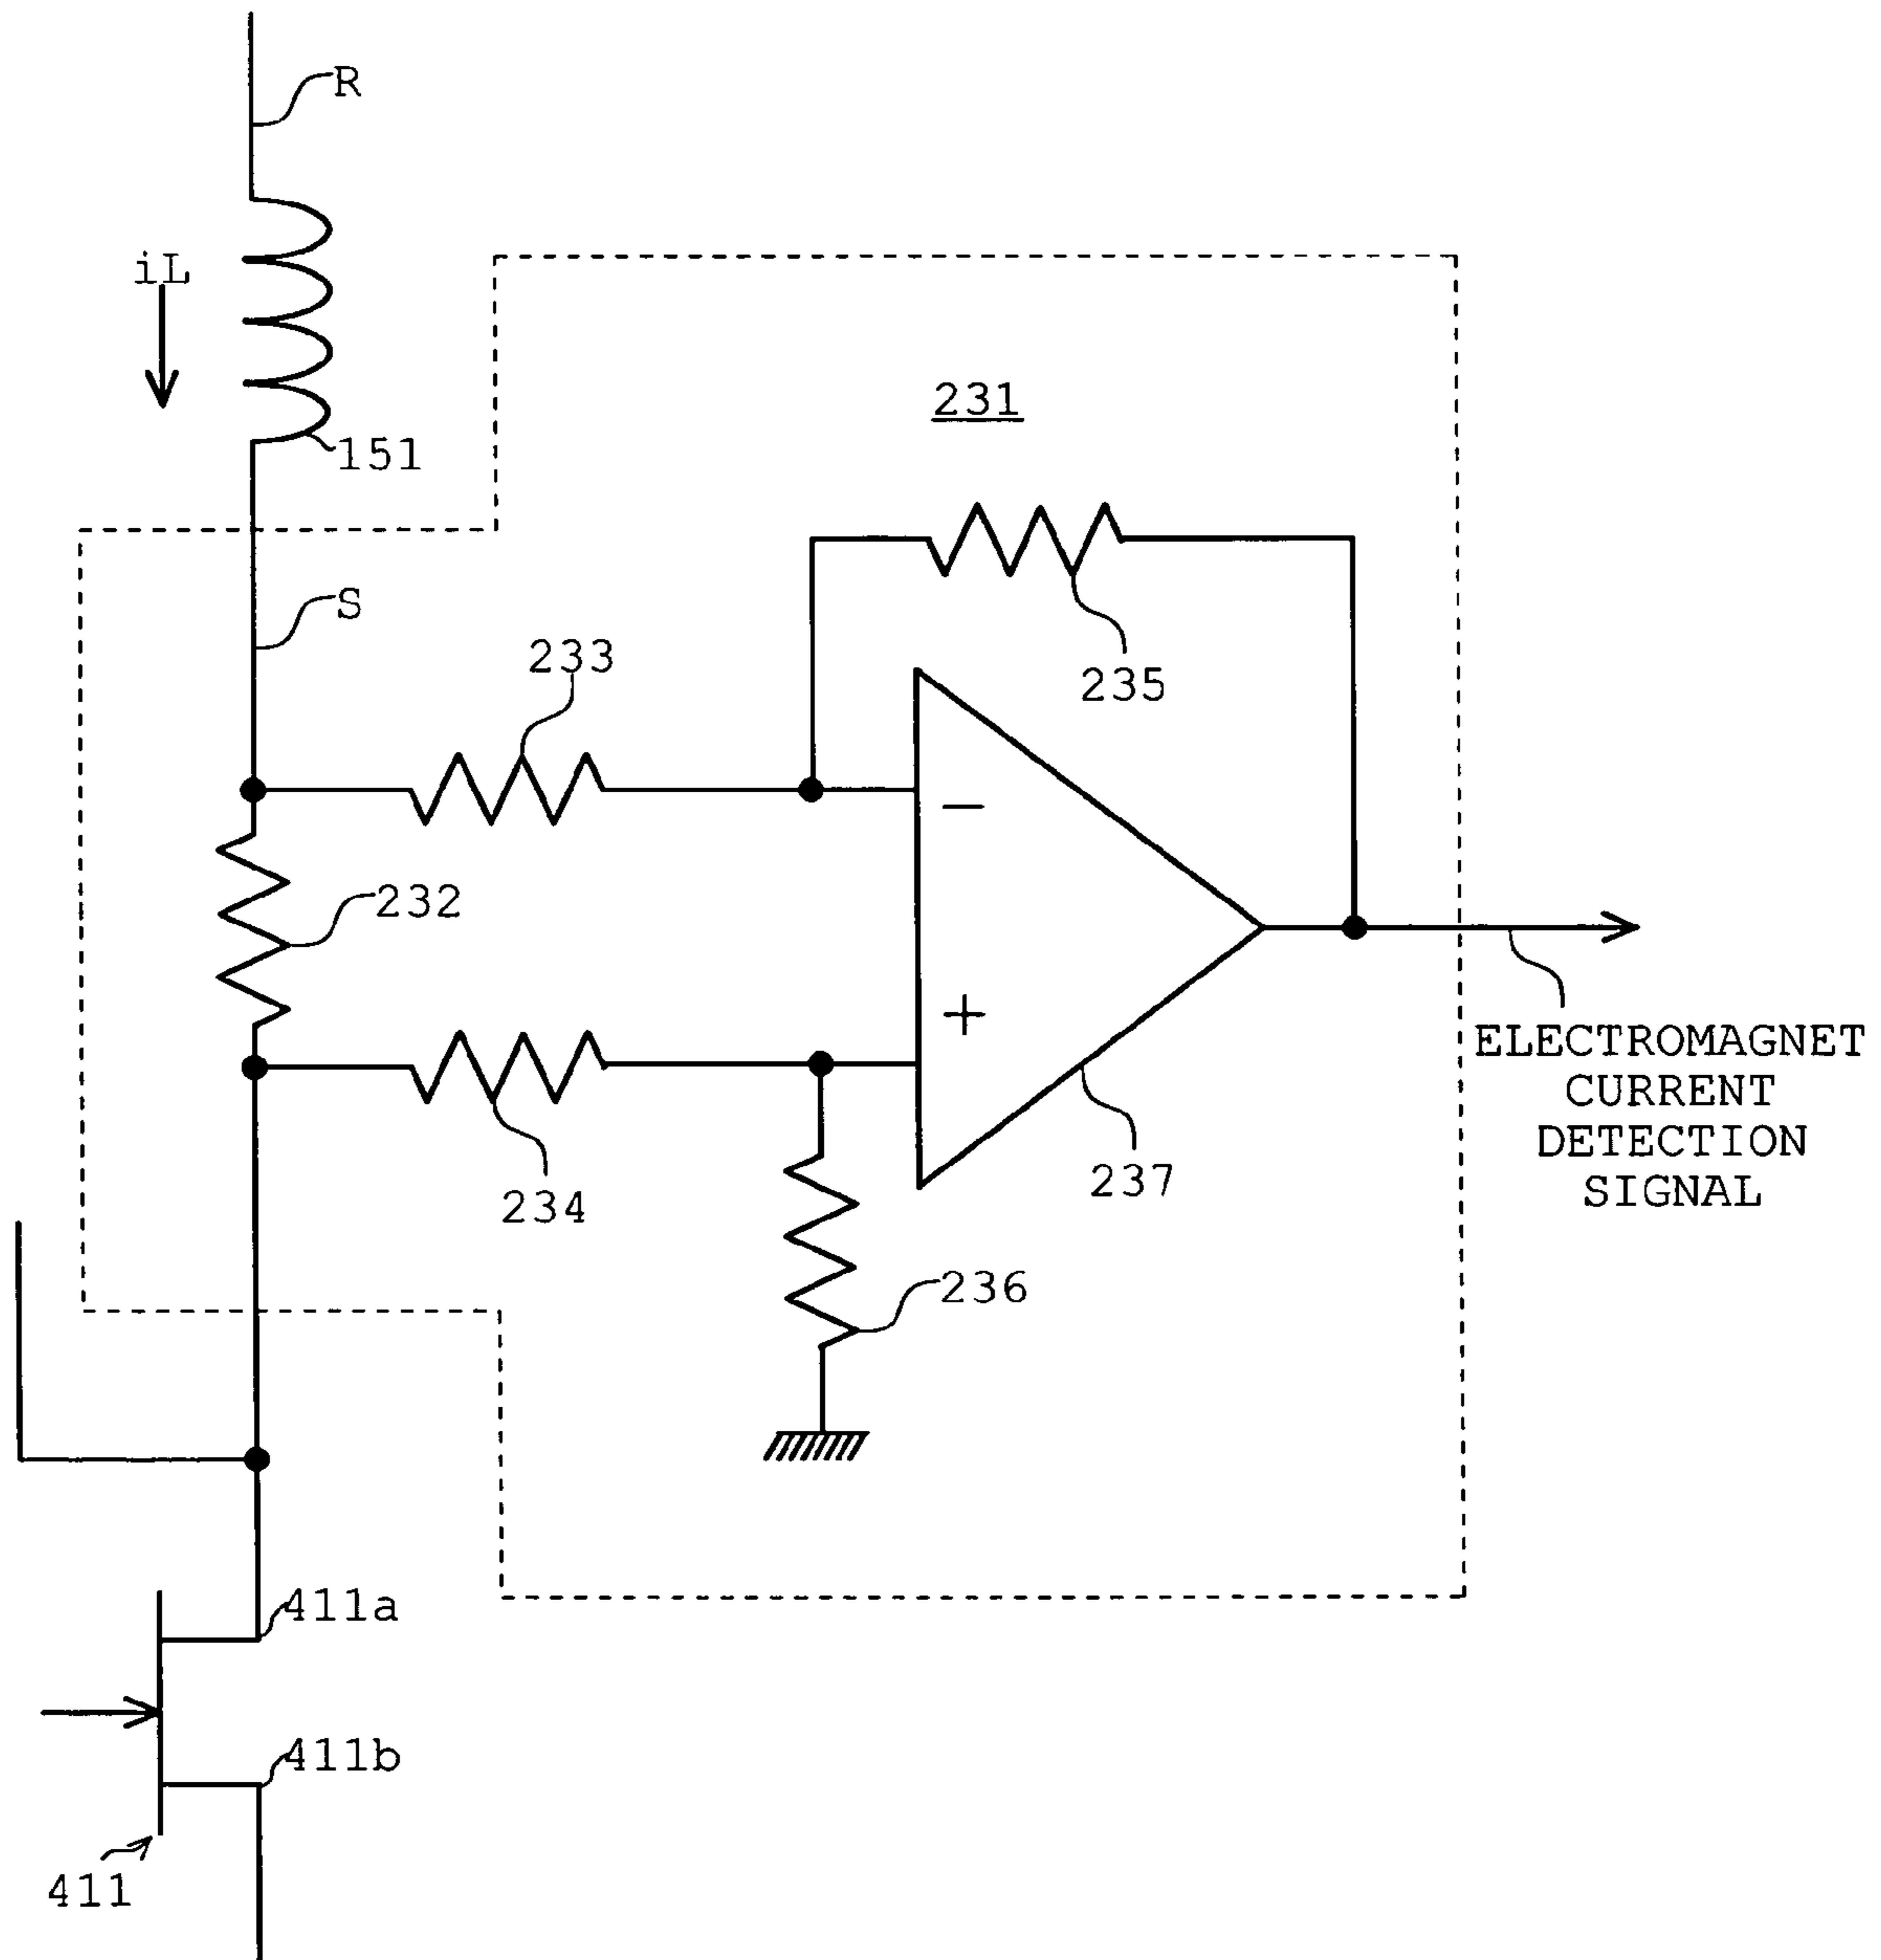 R
iL
231
151
S
233
235
232
ELECTROMAGNET
CURRENT
DETECTION
SIGNAL
−
+
237
234
236
411a
411b
411